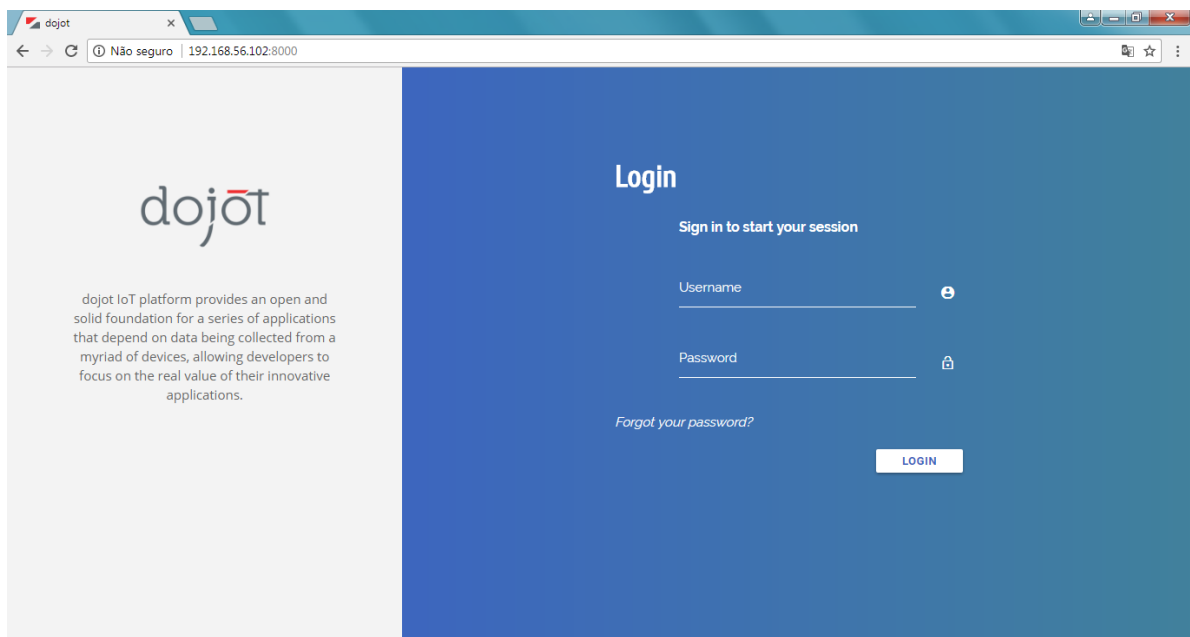 dojot
Não seguro | 192.168.56.102:8000
dojot
dojot IoT platform provides an open and
solid foundation for a series of applications
that depend on data being collected from a
myriad of devices, allowing developers to
focus on the real value of their innovative
applications.
Login
Sign in to start your session
Username
Password
Forgot your password?
LOGIN